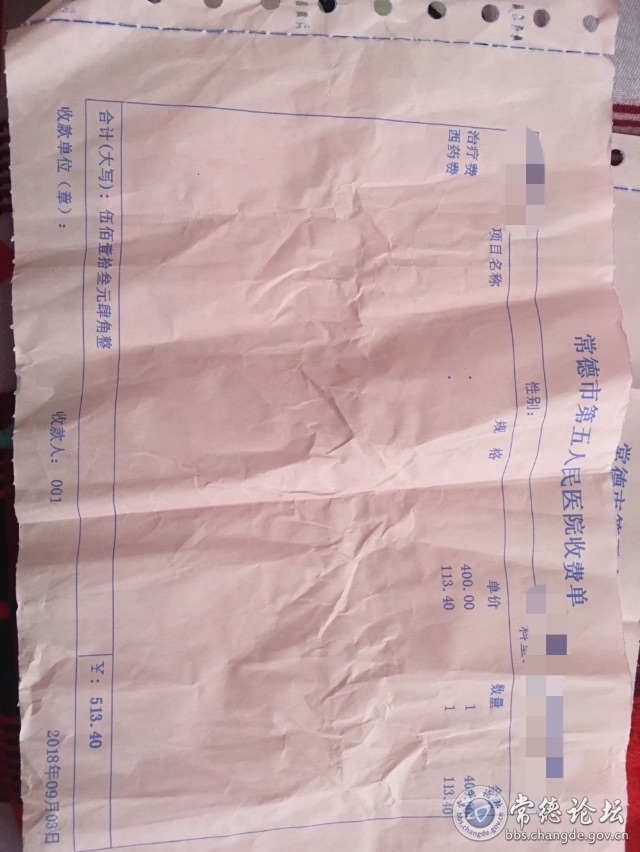 常德市第五人民医院收费单
性别:
项目名称 规格 单价 数量
治疗费 400.00 1
西药费 113.40 1 113.40
合计(大写): 伍佰壹拾叁元肆角整 ¥: 513.40
收款单位(章): 收款人: 001 2018年09月03日
常德论坛
bbs.changde.gov.cn